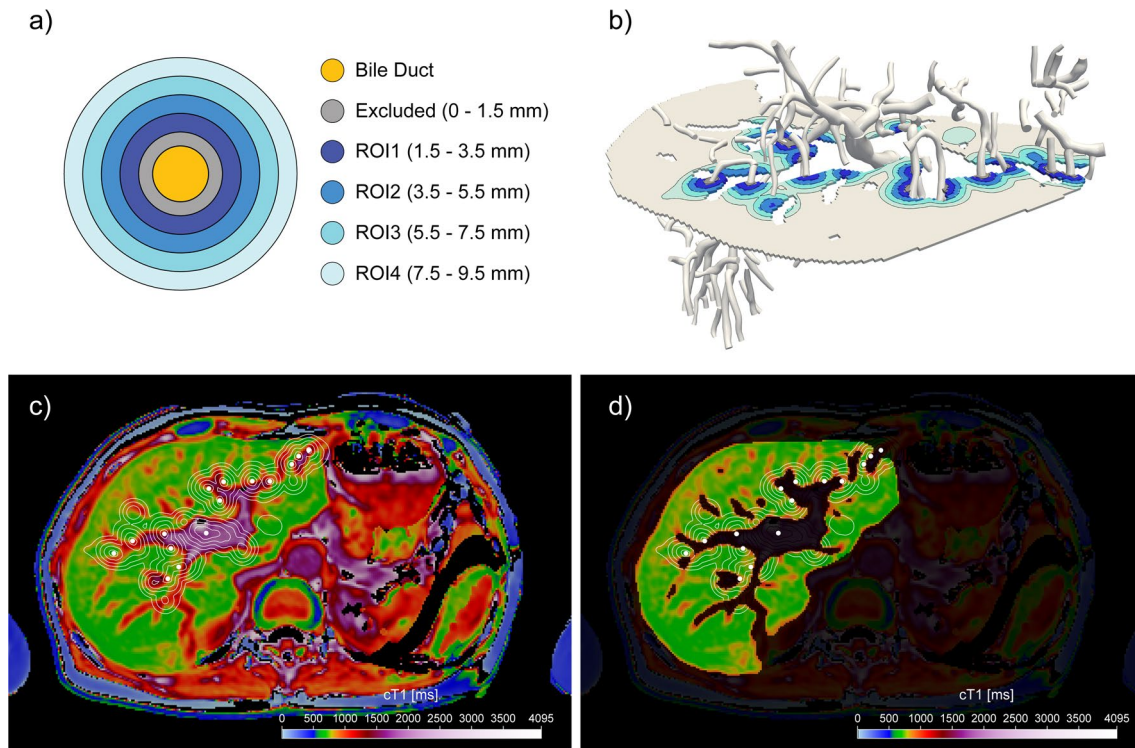 a)
Bile Duct
Excluded (0 - 1.5 mm)
ROI1 (1.5 - 3.5 mm)
ROI2 (3.5 - 5.5 mm)
ROI3 (5.5 - 7.5 mm)
ROI4 (7.5 - 9.5 mm)
b)
c)
cT1 [ms]
0 500 1000 1500 2000 2500 3000 3500 4095
d)
cT1 [ms]
0 500 1000 1500 2000 2500 3000 3500 4095